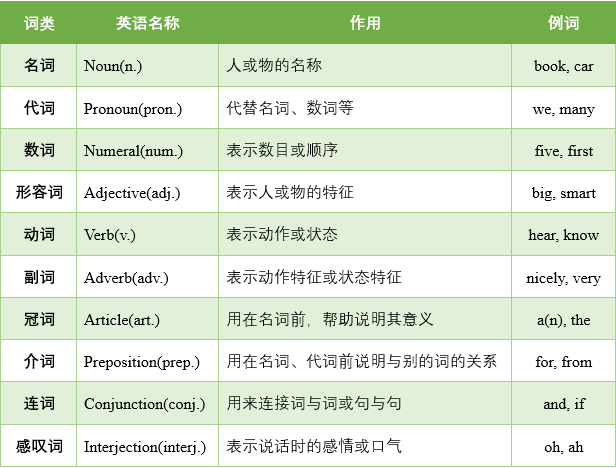 词类 英语名称 作用 例词
名词 Noun(n.) 人或物的名称 book, car
代词 Pronoun(pron.) 代替名词、数词等 we, many
数词 Numeral(num.) 表示数目或顺序 five, first
形容词 Adjective(adj.) 表示人或物的特征 big, smart
动词 Verb(v.) 表示动作或状态 hear, know
副词 Adverb(adv.) 表示动作特征或状态特征 nicely, very
冠词 Article(art.) 用在名词前，帮助说明其意义 a(n), the
介词 Preposition(prep.) 用在名词、代词前说明与别的词的关系 for, from
连词 Conjunction(conj.) 用来连接词与词或句与句 and, if
感叹词 Interjection(interj.) 表示说话时的感情或口气 oh, ah